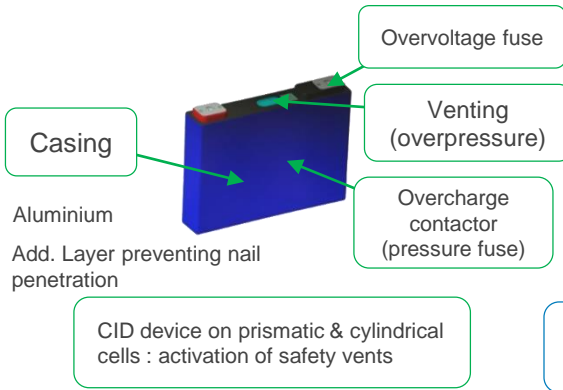 Overvoltage fuse
Venting
(overpressure)
Casing
Overcharge
contactor
(pressure fuse)
Aluminium
Add. Layer preventing nail
penetration
CID device on prismatic & cylindrical
cells : activation of safety vents